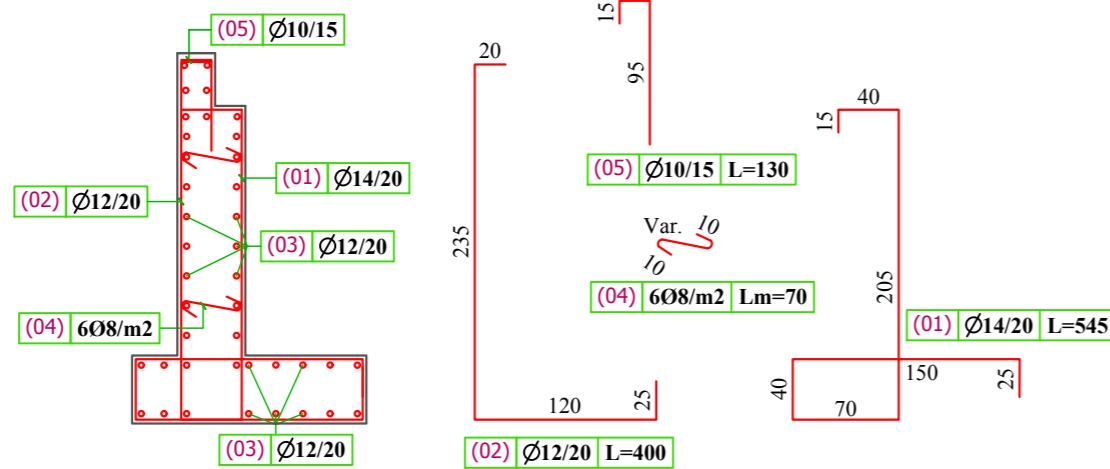 (05) Ø10/15
(01) Ø14/20
(02) Ø12/20
(03) Ø12/20
(04) 6Ø8/m2
(03) Ø12/20
20
235
120
25
(02) Ø12/20 L=400
15
95
(05) Ø10/15 L=130
Var. 10
10
(04) 6Ø8/m2 Lm=70
40
15
205
(01) Ø14/20 L=545
150
25
40
70